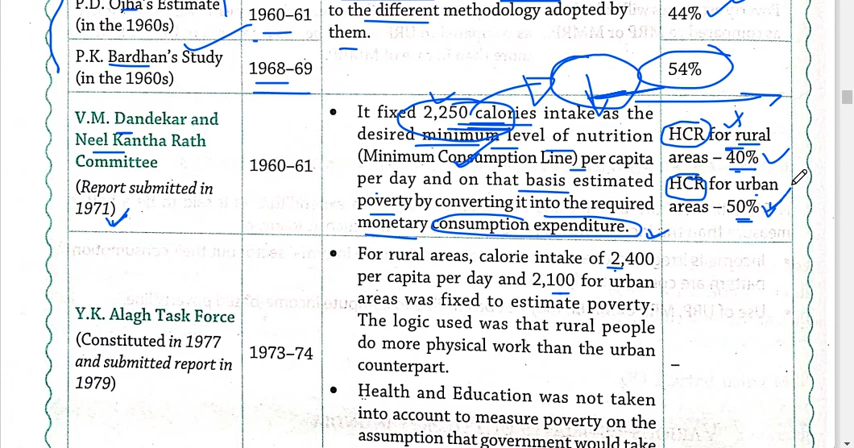 P.D. Ojha's Estimate
(in the 1960s)
1960–61
to the different methodology adopted by
them.
44%
P.K. Bardhan's Study
(in the 1960s)
1968–69
54%
V.M. Dandekar and
Neel Kantha Rath
Committee
(Report submitted in
1971)
1960–61
• It fixed 2,250 calories intake as the
desired minimum level of nutrition
(Minimum Consumption Line) per capita
per day and on that basis estimated
poverty by converting it into the required
monetary consumption expenditure.
HCR for rural
areas – 40%
HCR for urban
areas – 50%
Y.K. Alagh Task Force
(Constituted in 1977
and submitted report in
1979)
1973–74
• For rural areas, calorie intake of 2,400
per capita per day and 2,100 for urban
areas was fixed to estimate poverty.
The logic used was that rural people
do more physical work than the urban
counterpart.
• Health and Education was not taken
into account to measure poverty on the
assumption that government would take
–